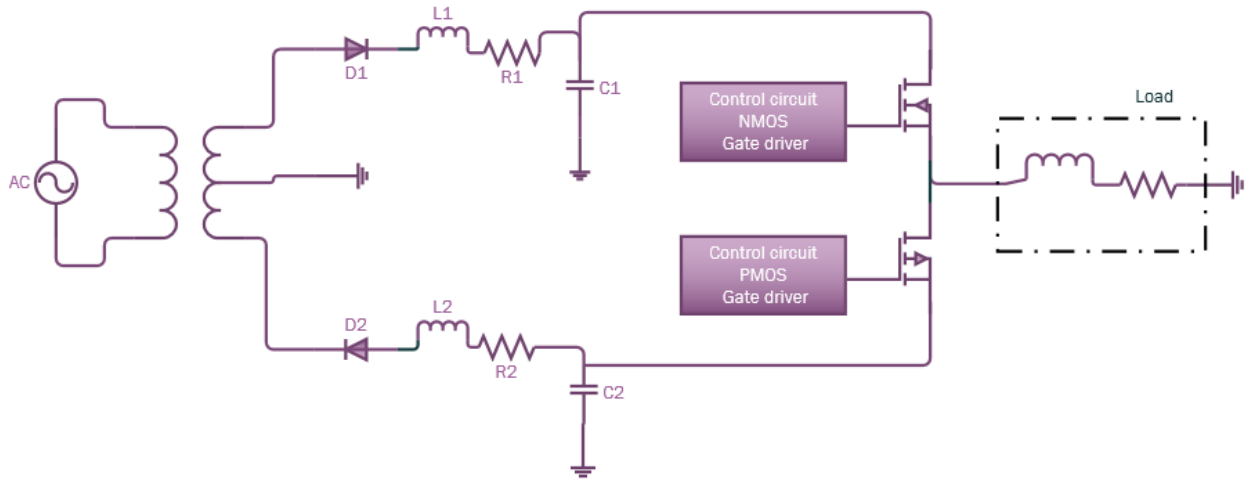 L1
D1
R1
C1
Control circuit
NMOS
Gate driver
Load
AC
Control circuit
PMOS
Gate driver
D2
L2
R2
C2